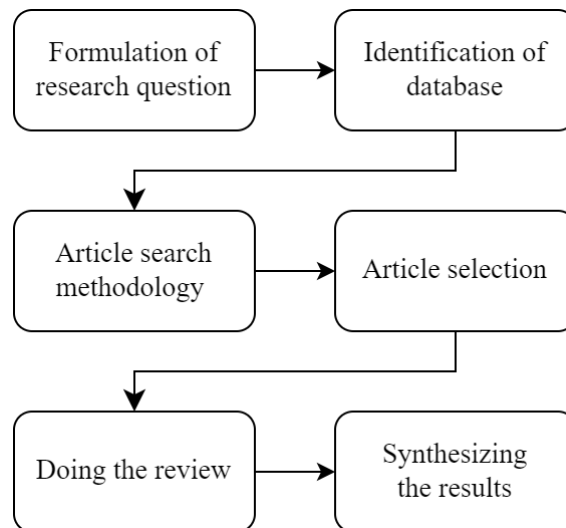 Formulation of
research question
Identification of
database
Article search
methodology
Article selection
Doing the review
Synthesizing
the results